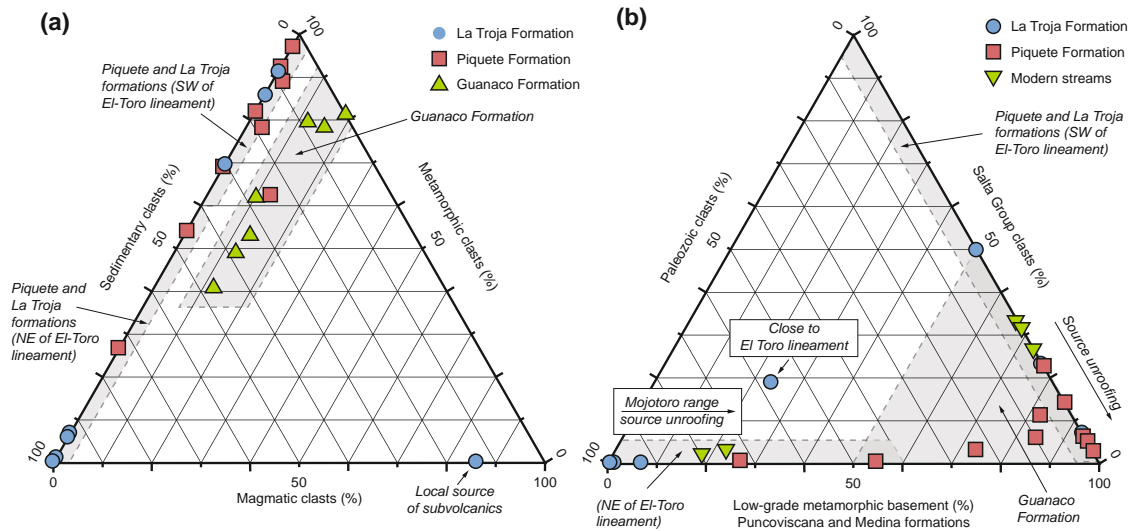 (a)
0
100
La Troja Formation
Piquete Formation
Guanaco Formation
Piquete and La Troja
formations (SW of
El-Toro lineament)
Guanaco Formation
Sedimentary clasts (%)
50
Metamorphic clasts (%)
50
Piquete and
La Troja
formations
(NE of El-Toro
lineament)
Local source
of subvolcanics
100
0
0
50
100
Magmatic clasts (%)
(b)
0
100
La Troja Formation
Piquete Formation
Modern streams
Piquete and La Troja
formations (SW of
El-Toro lineament)
Paleozoic clasts (%)
50
Salta Group clasts (%)
50
Close to
El Toro lineament
Source unroofing
Mojotoro range
source unroofing
100
0
0
50
100
(NE of El-Toro
lineament)
Low-grade metamorphic basement (%)
Puncoviscana and Medina formations
Guanaco
Formation